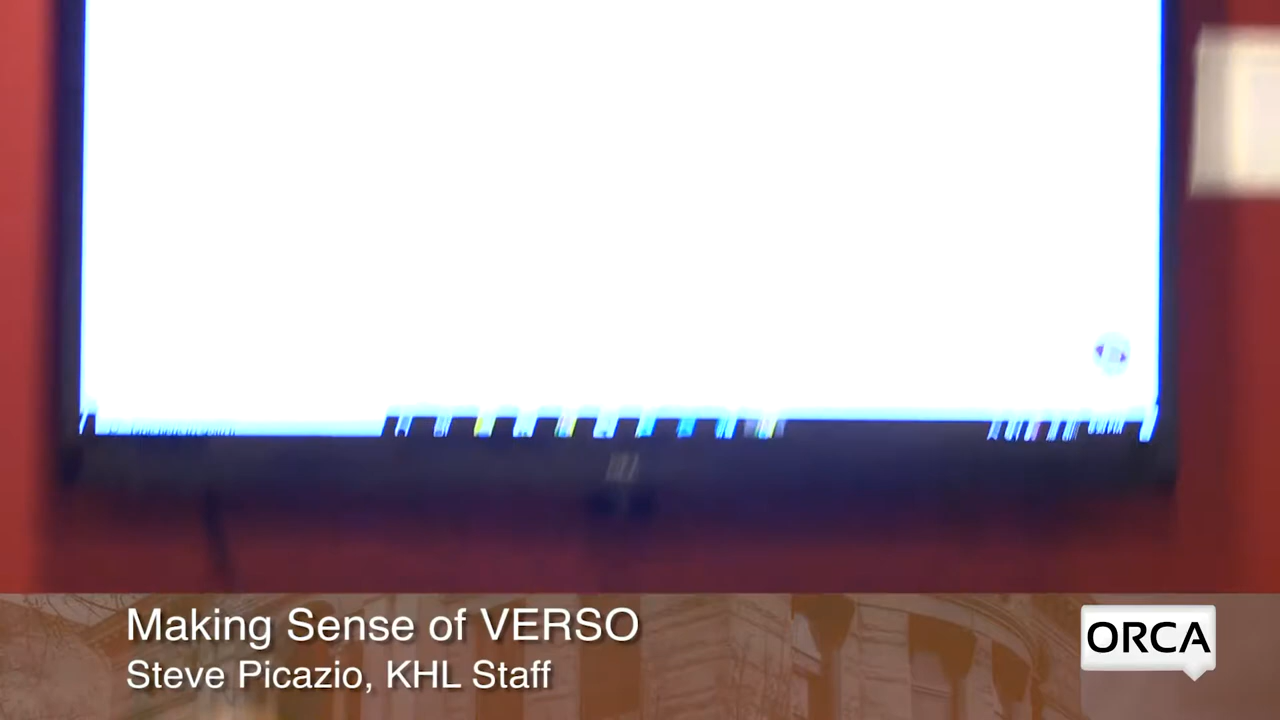 Making Sense of VERSO
Steve Picazio, KHL Staff
ORCA